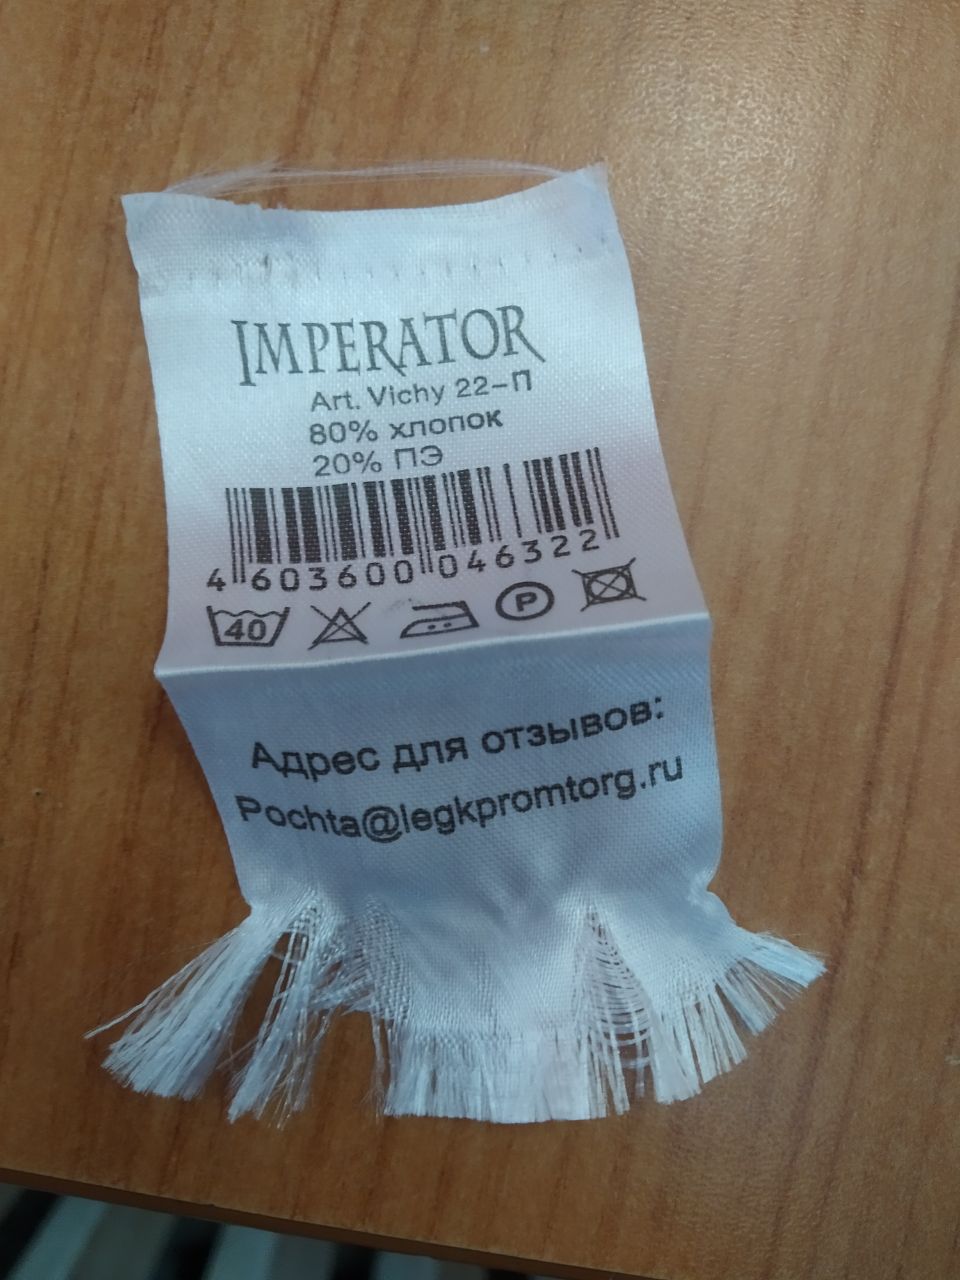 IMPERATOR
Art. Vichy 22-П
80% хлопок
20% ПЭ
4 603600 046322
40 P
Адрес для отзывов:
Pochta@legkpromtorg.ru